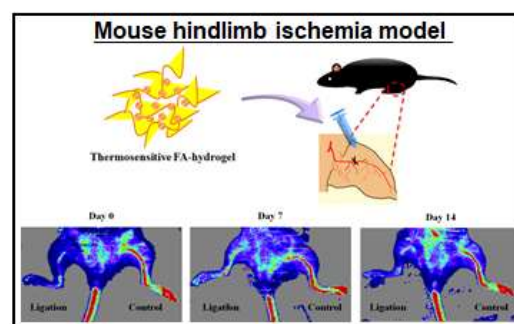 Mouse hindlimb ischemia model
Thermosensitive FA-hydrogel
Day 0
Day 7
Day 14
Ligation
Control
Ligation
Control
Ligation
Control